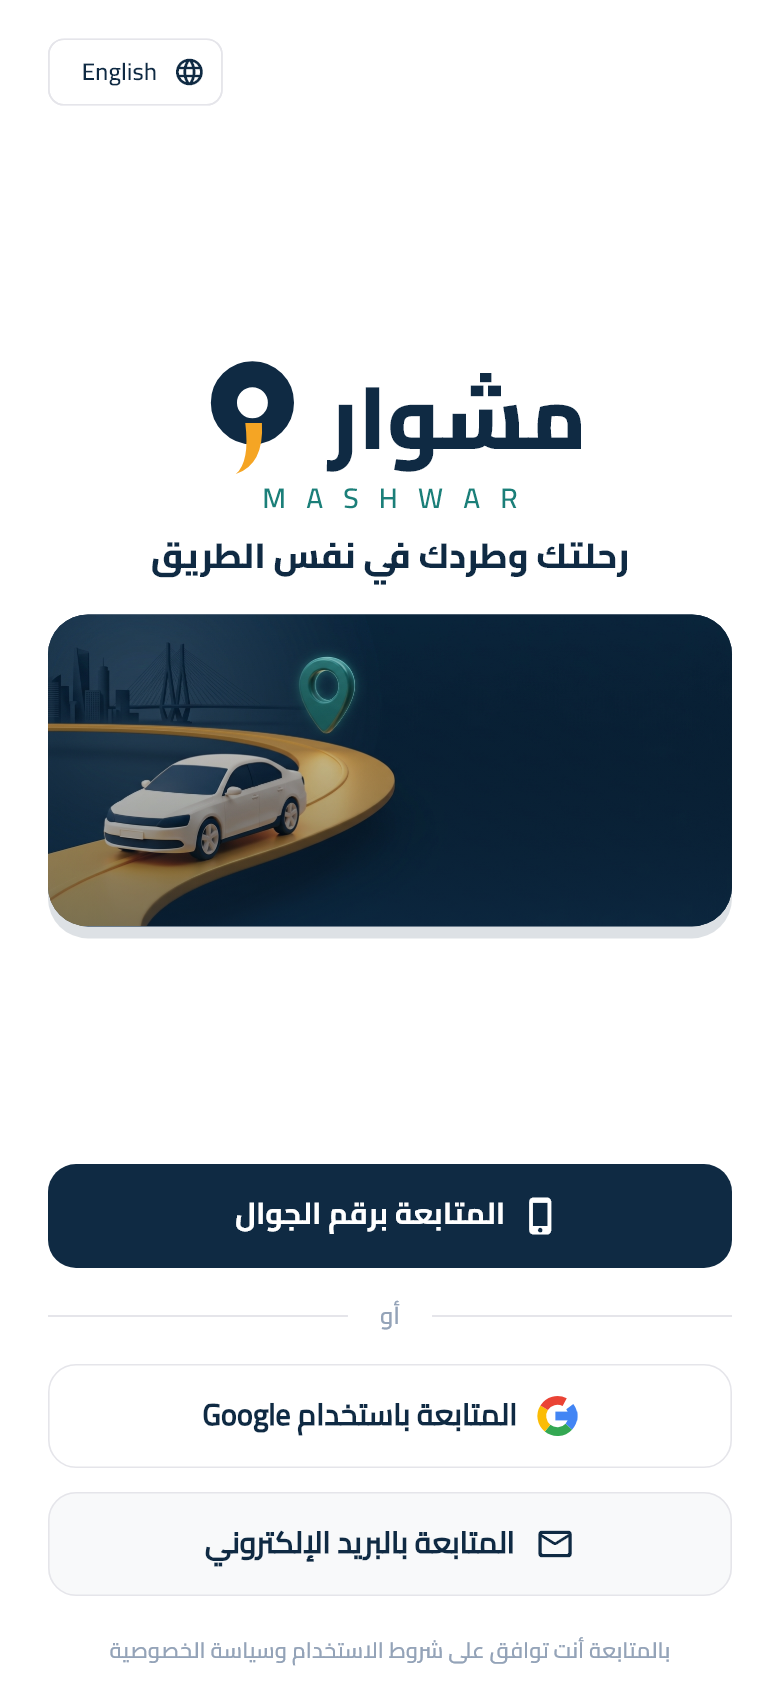 English
مشوار
MASHWAR
رحلتك وطردك في نفس الطريق
المتابعة برقم الجوال
أو
المتابعة باستخدام Google
المتابعة بالبريد الإلكتروني
بالمتابعة أنت توافق على شروط الاستخدام وسياسة الخصوصية